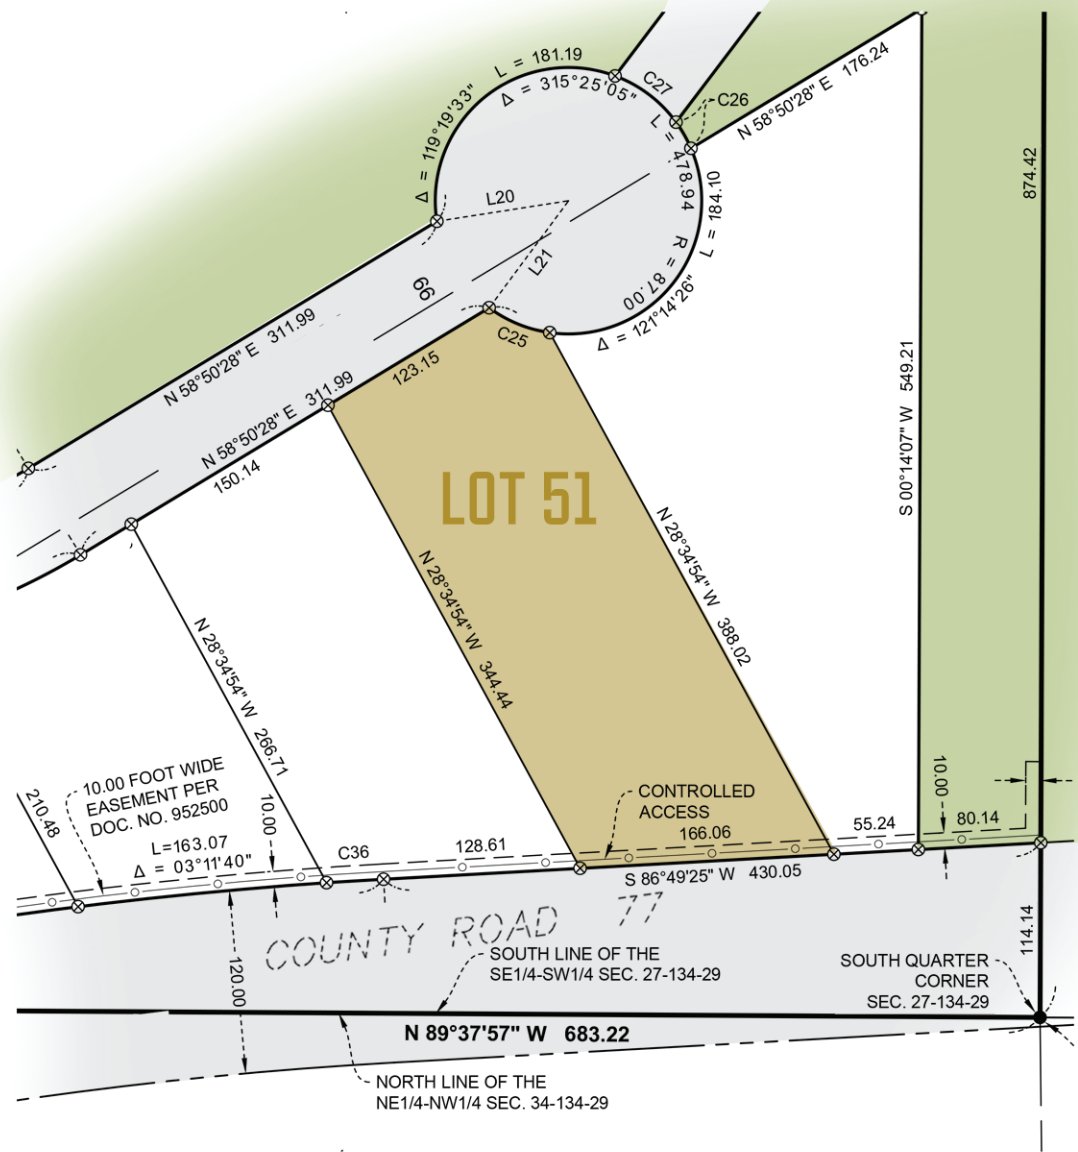 L = 181.19
Δ = 315°25'05"
C27
C26
Δ = 119°19'33"
N 58°50'28" E 176.24
L = 478.94
R = 87.00
L = 184.10
Δ = 121°14'26"
874.42
L20
L21
66
N 58°50'28" E 311.99
N 58°50'28" E 311.99
123.15
150.14
C25
LOT 51
S 00°14'07" W 549.21
N 28°34'54" W 388.02
N 28°34'54" W 344.44
N 28°34'54" W 266.71
210.48
10.00 FOOT WIDE
EASEMENT PER
DOC. NO. 952500
L=163.07
Δ = 03°11'40"
10.00
C36
128.61
CONTROLLED
ACCESS
166.06
55.24
10.00
80.14
S 86°49'25" W 430.05
COUNTY ROAD 77
120.00
SOUTH LINE OF THE
SE1/4-SW1/4 SEC. 27-134-29
SOUTH QUARTER
CORNER
SEC. 27-134-29
114.14
N 89°37'57" W 683.22
NORTH LINE OF THE
NE1/4-NW1/4 SEC. 34-134-29